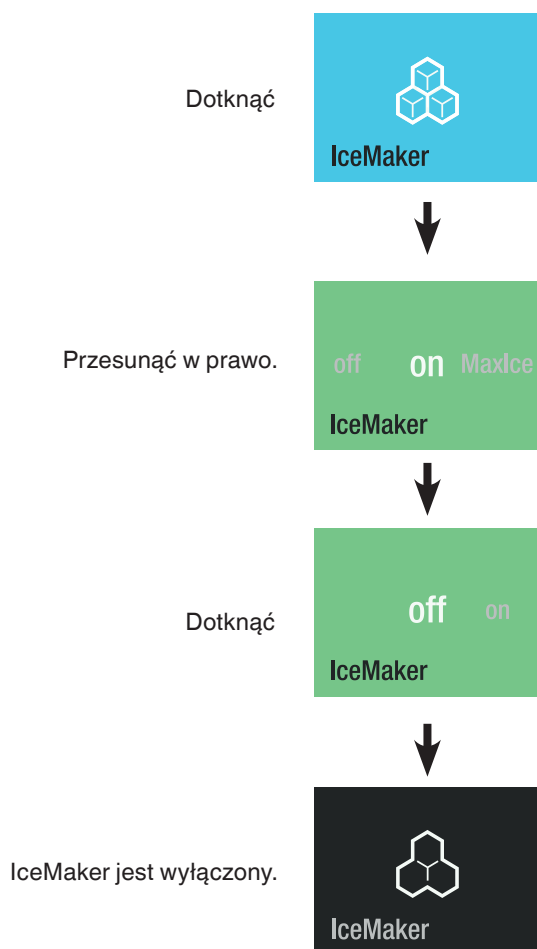 Dotknąć
IceMaker
Przesunąć w prawo.
off on MaxIce
IceMaker
Dotknąć
off on
IceMaker
IceMaker jest wyłączony.
IceMaker